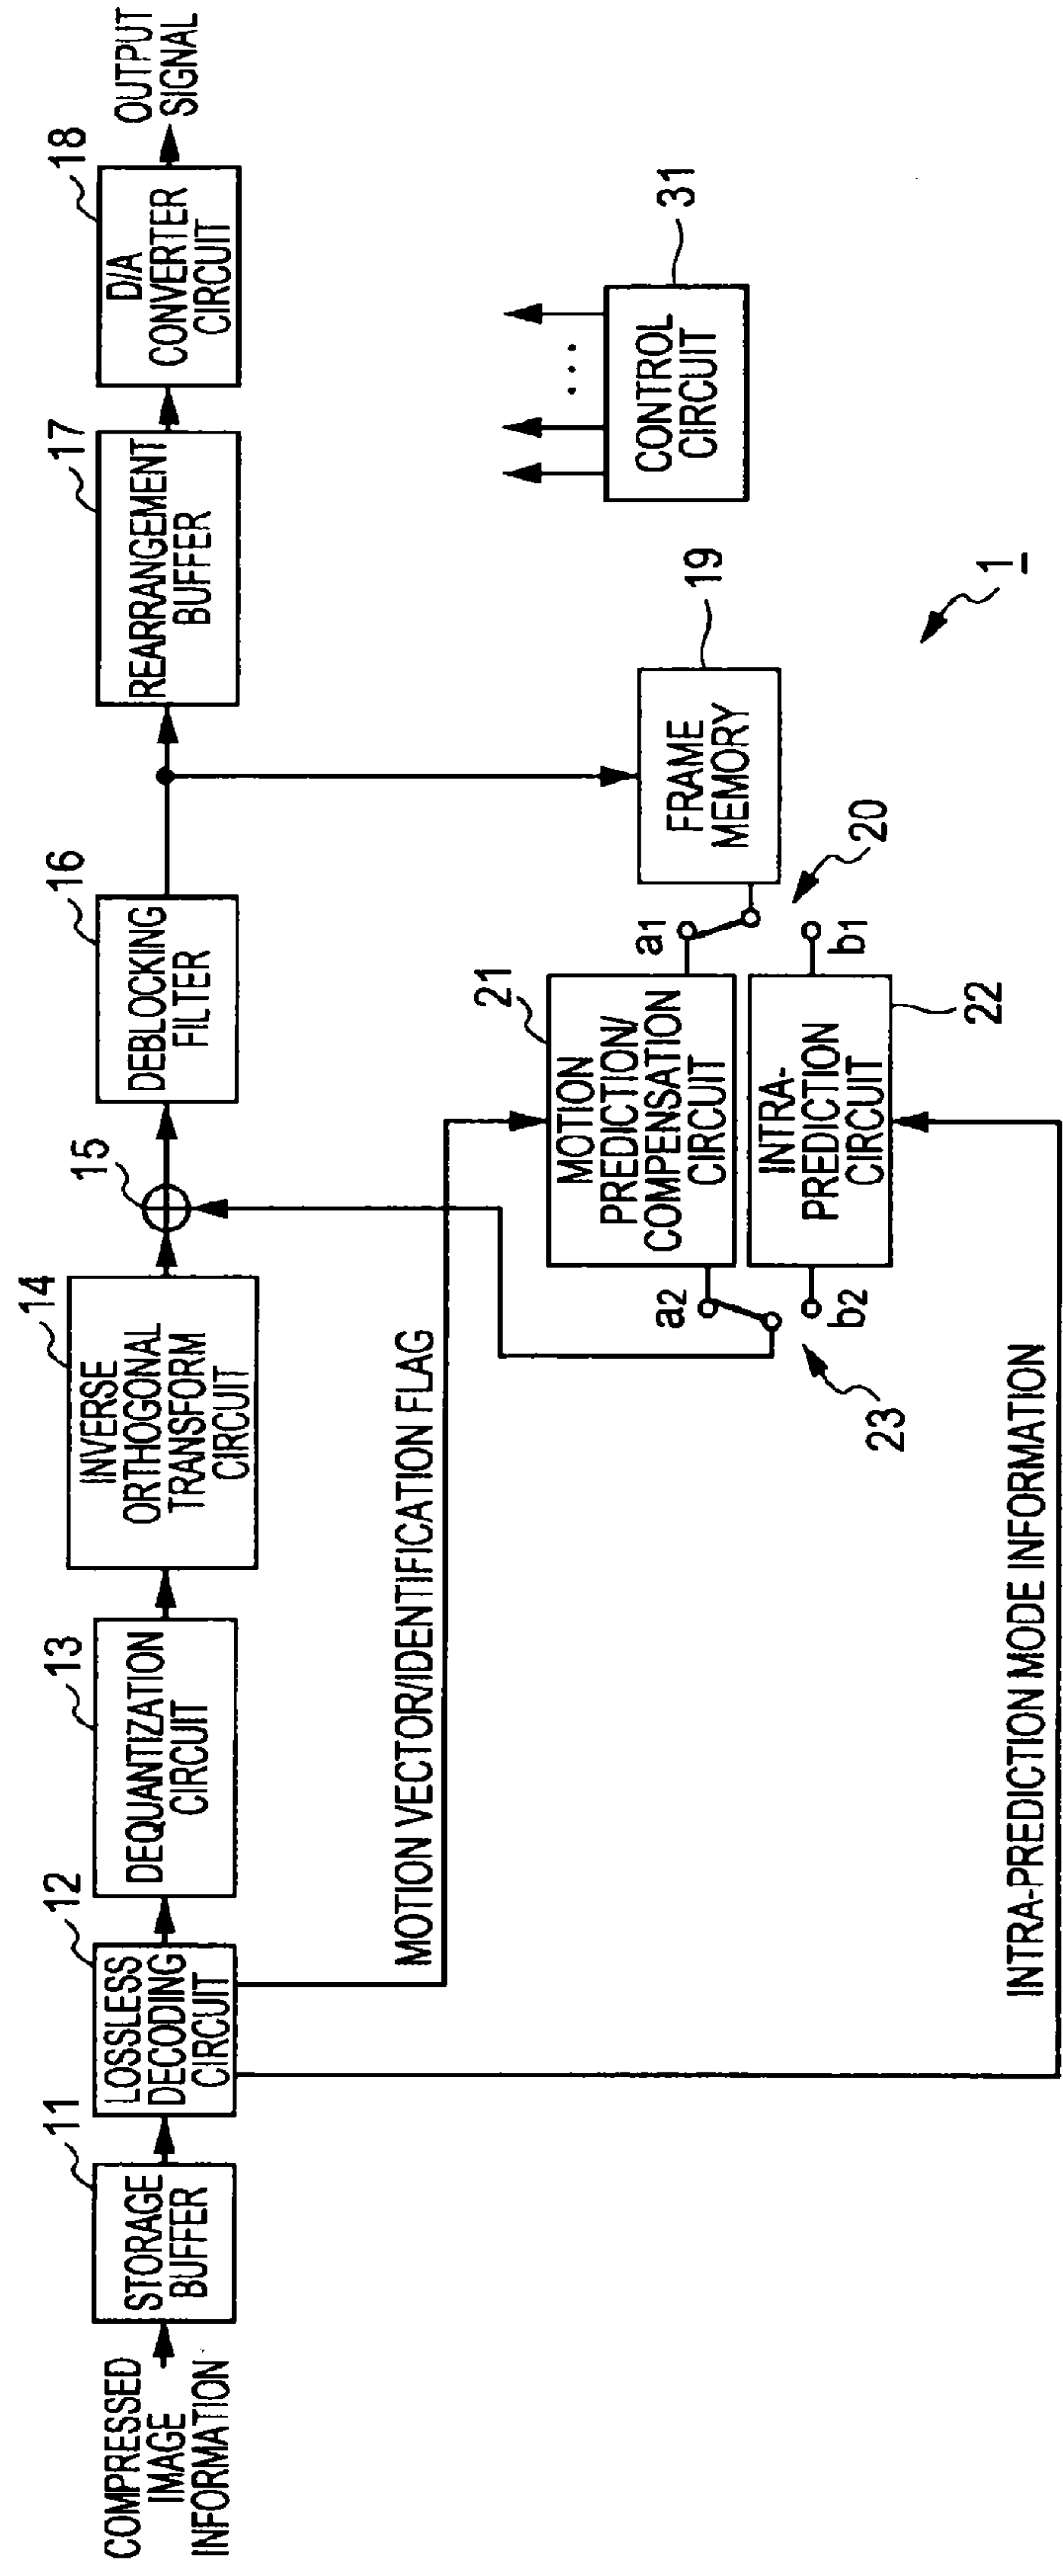 COMPRESSED
IMAGE
INFORMATION
11
STORAGE
BUFFER
12
LOSSLESS
DECODING
CIRCUIT
13
DEQUANTIZATION
CIRCUIT
14
INVERSE
ORTHOGONAL
TRANSFORM
CIRCUIT
15
16
DEBLOCKING
FILTER
17
REARRANGEMENT
BUFFER
18
D/A
CONVERTER
CIRCUIT
OUTPUT
SIGNAL
MOTION VECTOR/IDENTIFICATION FLAG
21
MOTION
PREDICTION/
COMPENSATION
CIRCUIT
a2
a1
INTRA-
PREDICTION
CIRCUIT
22
b2
b1
23
20
FRAME
MEMORY
19
CONTROL
CIRCUIT
31
...
INTRA-PREDICTION MODE INFORMATION
1